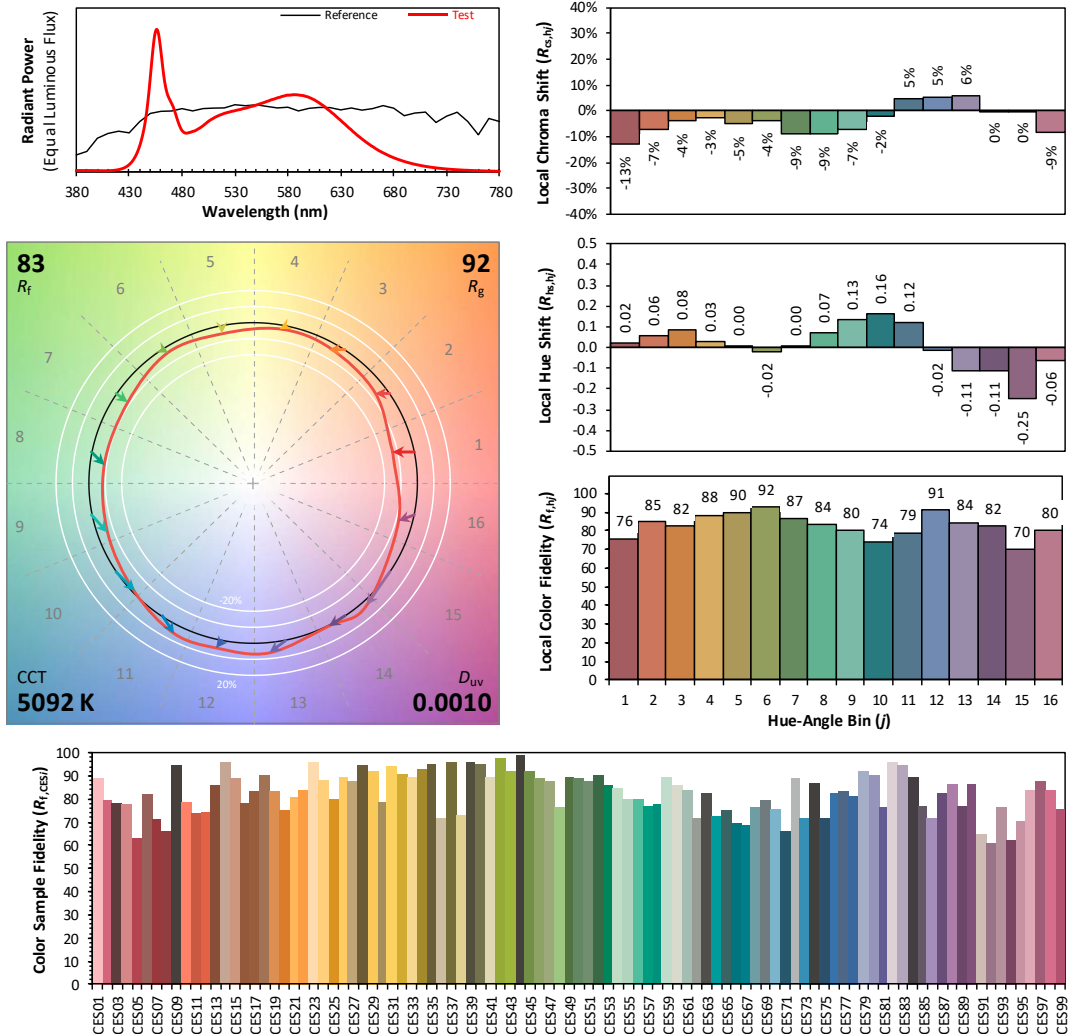 Radiant Power
(Equal Luminous Flux)
Reference
Test
380 430 480 530 580 630 680 730 780
Wavelength (nm)
Local Chroma Shift (Rcs,hj)
40%
30%
20%
10%
0%
-10%
-20%
-30%
-40%
-13% -7% -4% -3% -5% -4% -9% -9% -7% -2% 5% 5% 6% 0% 0% -9%
83
Rf
92
Rg
5 4
6 3
7 2
8 1
9 16
10 15
11 14
12 13
-20%
20%
CCT
5092 K
Duv
0.0010
Local Hue Shift (Rhs,hj)
0.5
0.4
0.3
0.2
0.1
0.0
-0.1
-0.2
-0.3
-0.4
-0.5
0.02 0.06 0.08 0.03 0.00 -0.02 0.00 0.07 0.13 0.16 0.12 -0.02 -0.11 -0.11 -0.25 -0.06
Local Color Fidelity (Rf,hj)
100
90
80
70
60
50
40
30
20
10
0
76 85 82 88 90 92 87 84 80 74 79 91 84 82 70 80
1 2 3 4 5 6 7 8 9 10 11 12 13 14 15 16
Hue-Angle Bin (j)
Color Sample Fidelity (Rf,CESi)
100
90
80
70
60
50
40
30
20
10
0
CES01 CES03 CES05 CES07 CES09 CES11 CES13 CES15 CES17 CES19 CES21 CES23 CES25 CES27 CES29 CES31 CES33 CES35 CES37 CES39 CES41 CES43 CES45 CES47 CES49 CES51 CES53 CES55 CES57 CES59 CES61 CES63 CES65 CES67 CES69 CES71 CES73 CES75 CES77 CES79 CES81 CES83 CES85 CES87 CES89 CES91 CES93 CES95 CES97 CES99